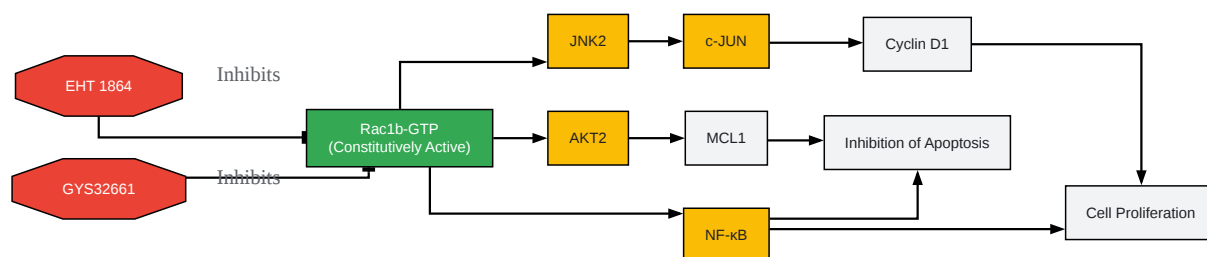 JNK2
c-JUN
Cyclin D1
EHT 1864
Inhibits
Rac1b-GTP
(Constitutively Active)
AKT2
MCL1
Inhibition of Apoptosis
GYS32661
Inhibits
NF-κB
Cell Proliferation